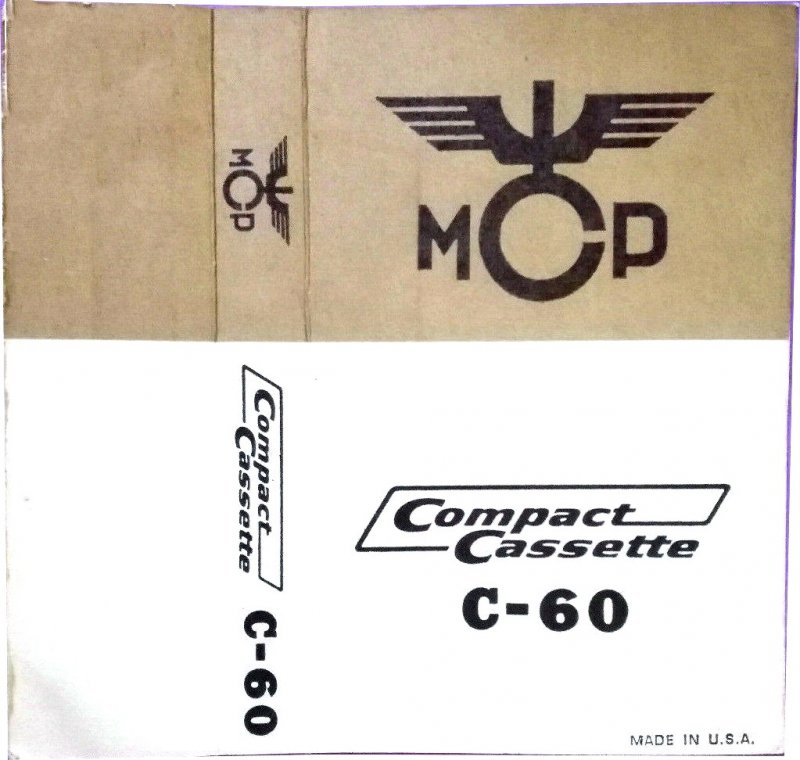 MCP
MCP
Compact
Cassette
C-60
Compact
Cassette
C-60
MADE IN U.S.A.